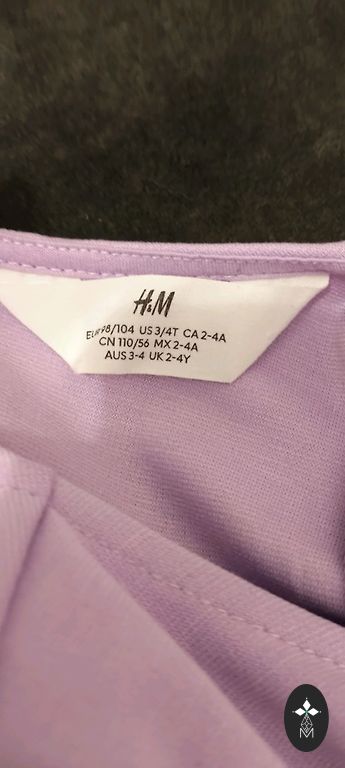 H&M
EUR 98/104 US 3/4T CA 2-4A
CN 110/56 MX 2-4A
AUS 3-4 UK 2-4Y
M